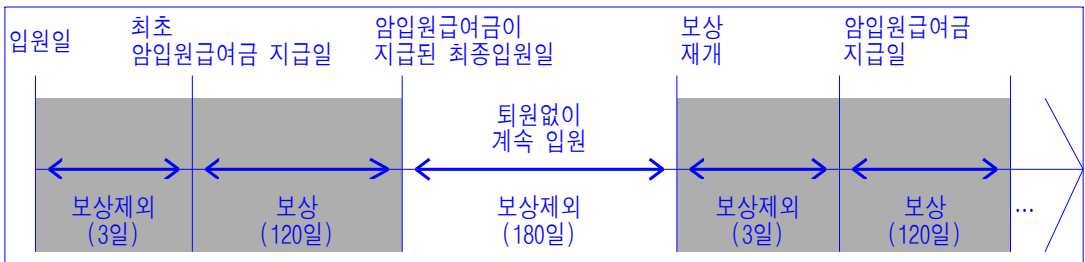 입원일
최초
암입원급여금 지급일
암입원급여금이
지급된 최종입원일
보상
재개
암입원급여금
지급일
퇴원없이
계속 입원
보상제외
(3일)
보상
(120일)
보상제외
(180일)
보상제외
(3일)
보상
(120일)
...